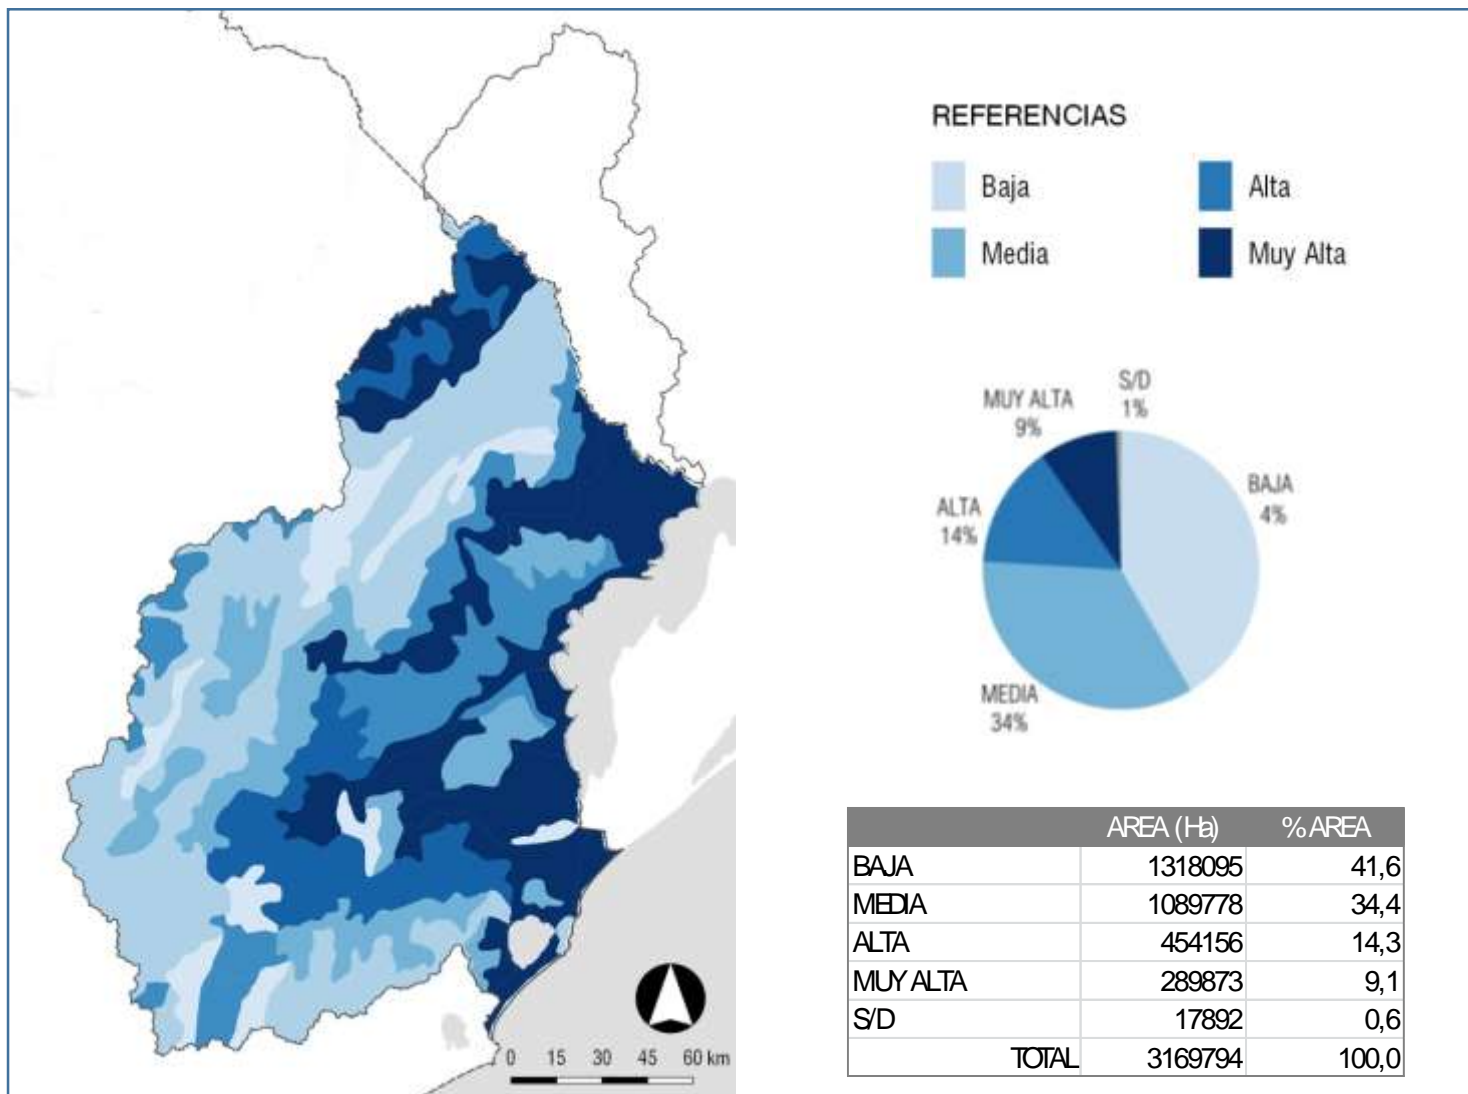 REFERENCIAS
Baja
Alta
Media
Muy Alta
S/D
1%
MUY ALTA
9%
BAJA
4%
ALTA
14%
MEDIA
34%
AREA (Ha) % AREA
BAJA 1318095 41,6
MEDIA 1089778 34,4
ALTA 454156 14,3
MUY ALTA 289873 9,1
S/D 17892 0,6
TOTAL 3169794 100,0
0 15 30 45 60 km